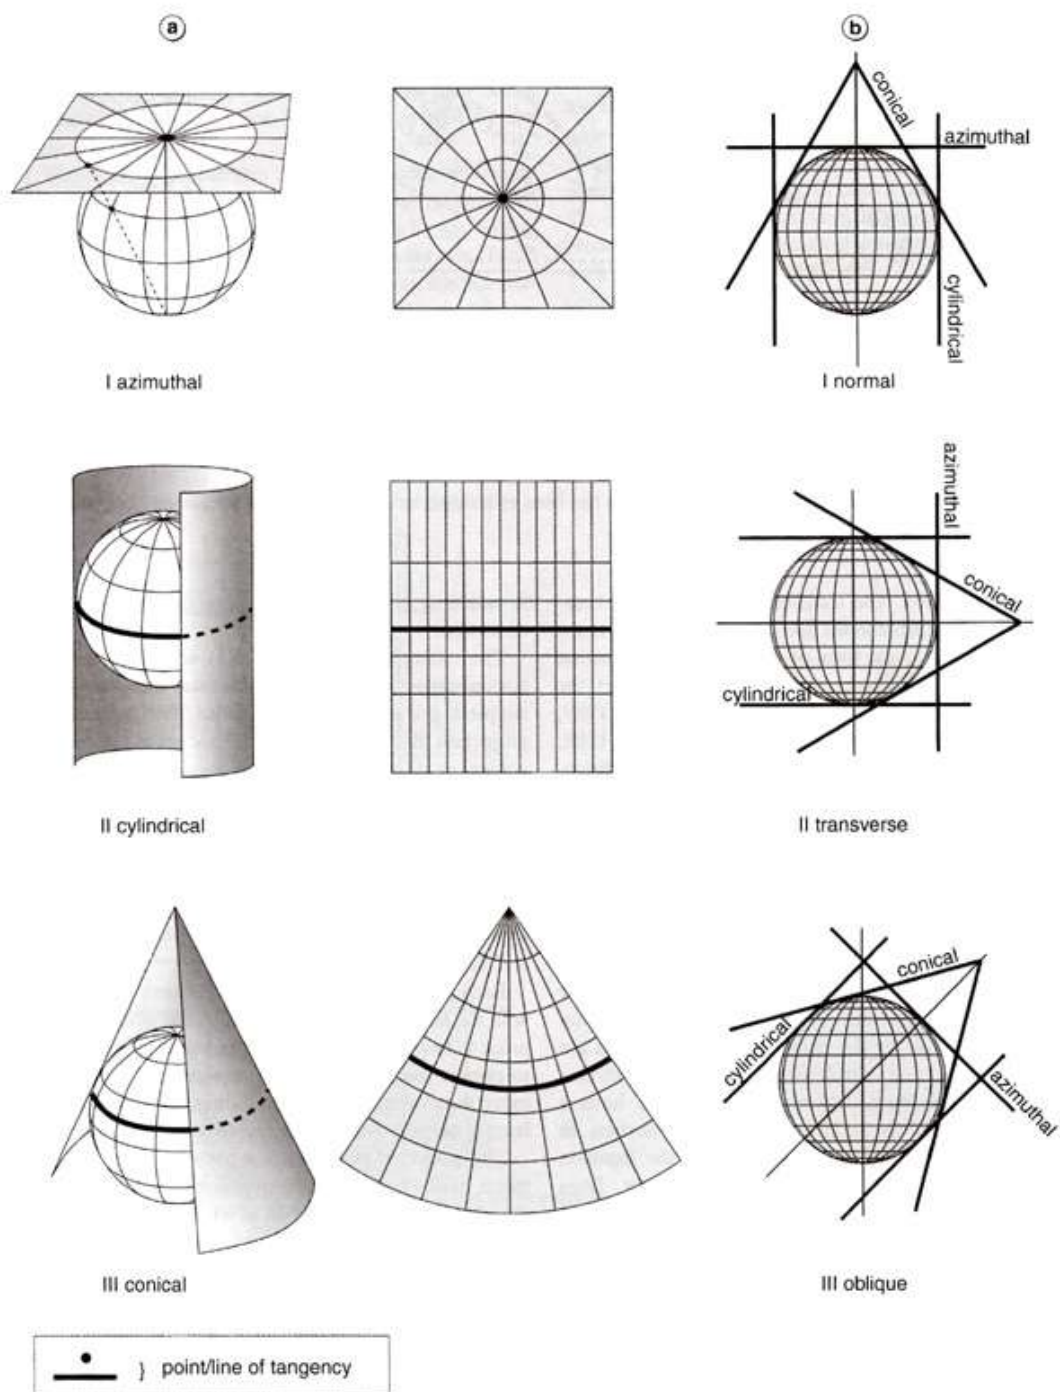 a
b
conical
azimuthal
cylindrical
I azimuthal
I normal
azimuthal
conical
cylindrical
II cylindrical
II transverse
conical
cylindrical
azimuthal
III conical
III oblique
} point/line of tangency